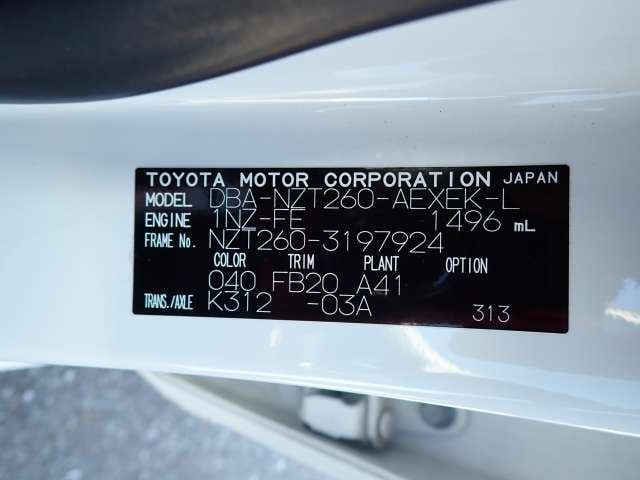 TOYOTA MOTOR CORPORATION JAPAN
MODEL DBA-NZT260-AEXEK-L
ENGINE 1NZ-FE 1496 mL
FRAME No. NZT260-3197924
COLOR TRIM PLANT OPTION
040 FB20 A41
TRANS./AXLE K312 -03A 313